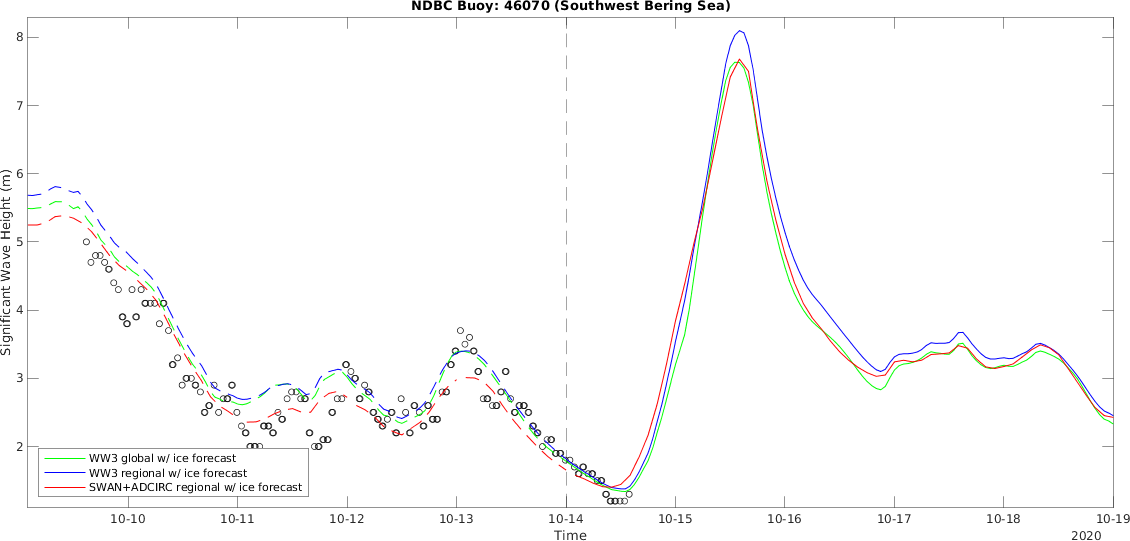 NDBC Buoy: 46070 (Southwest Bering Sea)
Significant Wave Height (m)
8
7
6
5
4
3
2
WW3 global w/ ice forecast
WW3 regional w/ ice forecast
SWAN+ADCIRC regional w/ ice forecast
10-10 10-11 10-12 10-13 10-14 10-15 10-16 10-17 10-18 10-19
Time
2020